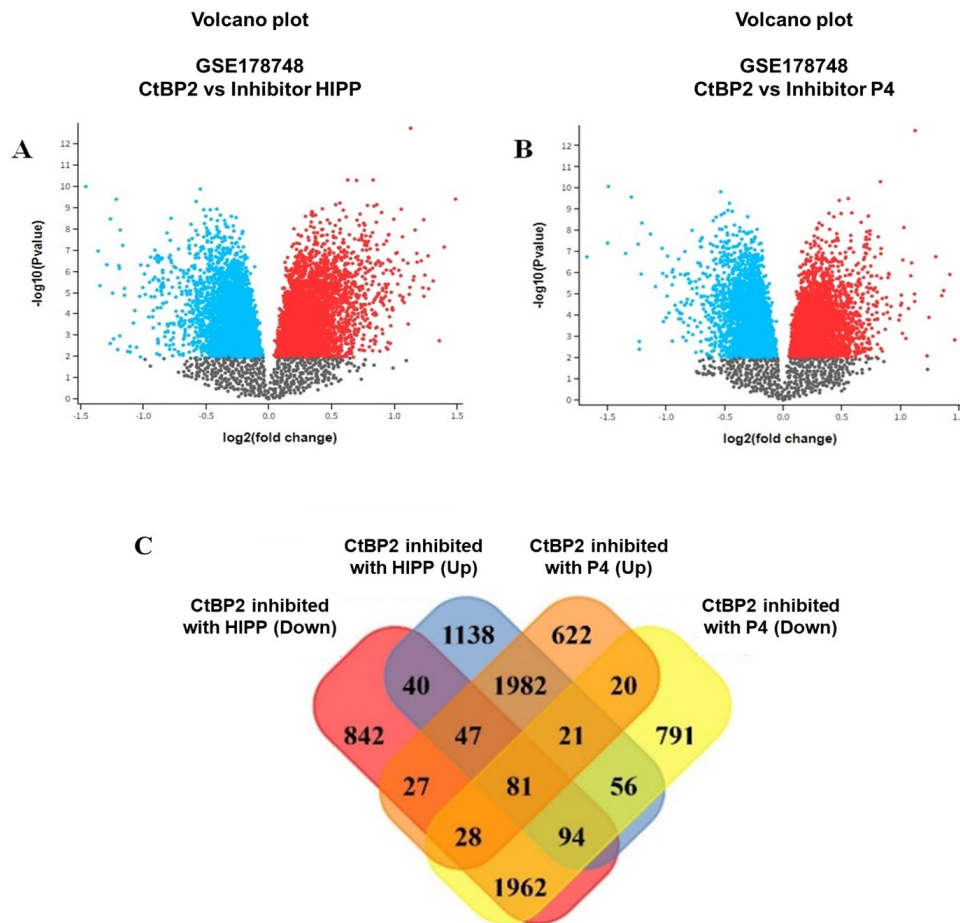 Volcano plot
GSE178748
CtBP2 vs Inhibitor HIPP
A
12
11
10
9
8
7
6
5
4
3
2
1
0
-log10(Pvalue)
-1.5 -1.0 -0.5 0.0 0.5 1.0 1.5
log2(fold change)
Volcano plot
GSE178748
CtBP2 vs Inhibitor P4
B
12
11
10
9
8
7
6
5
4
3
2
1
0
-log10(Pvalue)
-1.5 -1.0 -0.5 0.0 0.5 1.0
log2(fold change)
C
CtBP2 inhibited
with HIPP (Down)
CtBP2 inhibited
with HIPP (Up)
CtBP2 inhibited
with P4 (Up)
CtBP2 inhibited
with P4 (Down)
1138 622
40 1982 20
842 47 21 791
27 81 56
28 94
1962